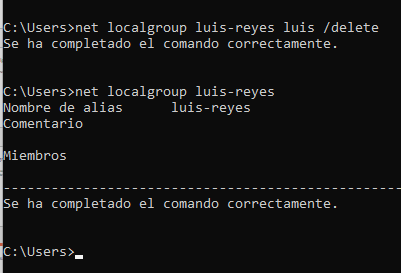 C:\Users>net localgroup luis-reyes luis /delete
Se ha completado el comando correctamente.
C:\Users>net localgroup luis-reyes
Nombre de alias luis-reyes
Comentario
Miembros
-------------------------------------------------
Se ha completado el comando correctamente.
C:\Users>